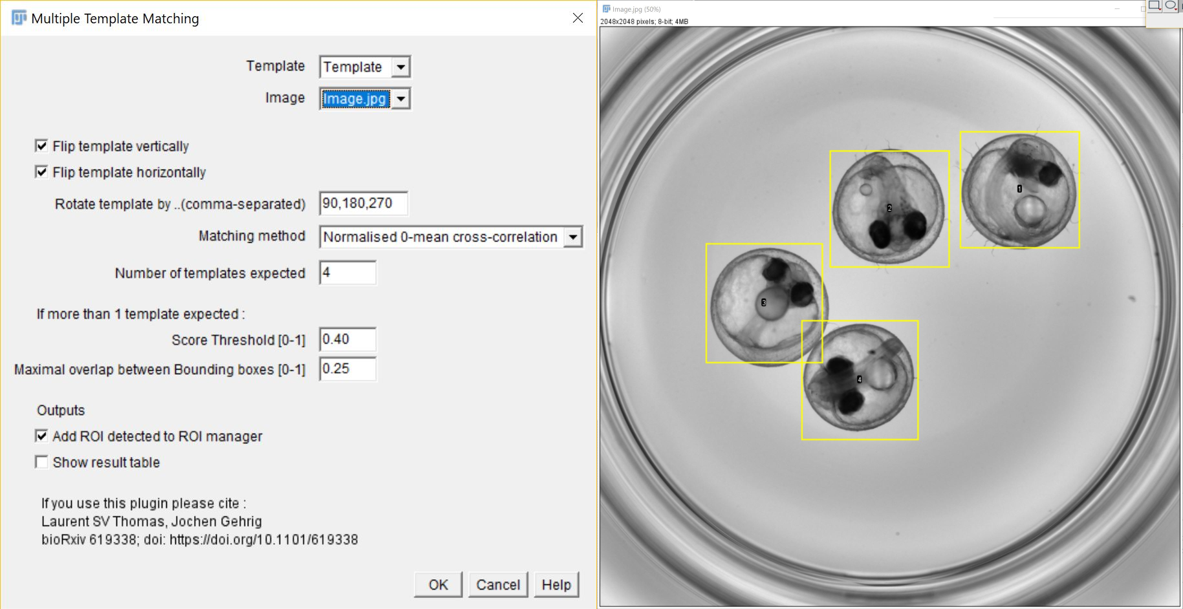 Multiple Template Matching
Template Template
Image Image.jpg
Flip template vertically
Flip template horizontally
Rotate template by ..(comma-separated) 90,180,270
Matching method Normalised 0-mean cross-correlation
Number of templates expected 4
If more than 1 template expected :
Score Threshold [0-1] 0.40
Maximal overlap between Bounding boxes [0-1] 0.25
Outputs
Add ROI detected to ROI manager
Show result table
If you use this plugin please cite :
Laurent SV Thomas, Jochen Gehrig
bioRxiv 619338; doi: https://doi.org/10.1101/619338
OK Cancel Help
Image.jpg (50%)
2048x2048 pixels; 8-bit; 4MB
1
2
3
4